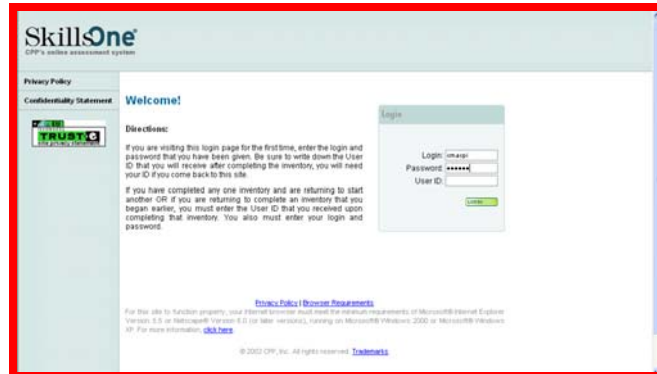 SkillsOne®
CPP's online assessment system
Privacy Policy
Confidentiality Statement
TRUSTe
site privacy statement
Welcome!
Directions:
If you are visiting this login page for the first time, enter the login and
password that you have been given. Be sure to write down the User
ID that you will receive after completing the inventory, you will need
your ID if you come back to this site.
If you have completed any one inventory and are returning to start
another OR if you are returning to complete an inventory that you
began earlier, you must enter the User ID that you received upon
completing that inventory. You also must enter your login and
password.
Login
Login:
Password:
User ID:
Privacy Policy | Browser Requirements
For this site to function properly, your Internet browser must meet the minimum requirements of Microsoft® Internet Explorer
Version 5.5 or Netscape® Version 6.0 (or later versions), running on Microsoft® Windows 2000 or Microsoft® Windows
XP. For more information, click here.
© 2002 CPP, Inc. All rights reserved. Trademarks